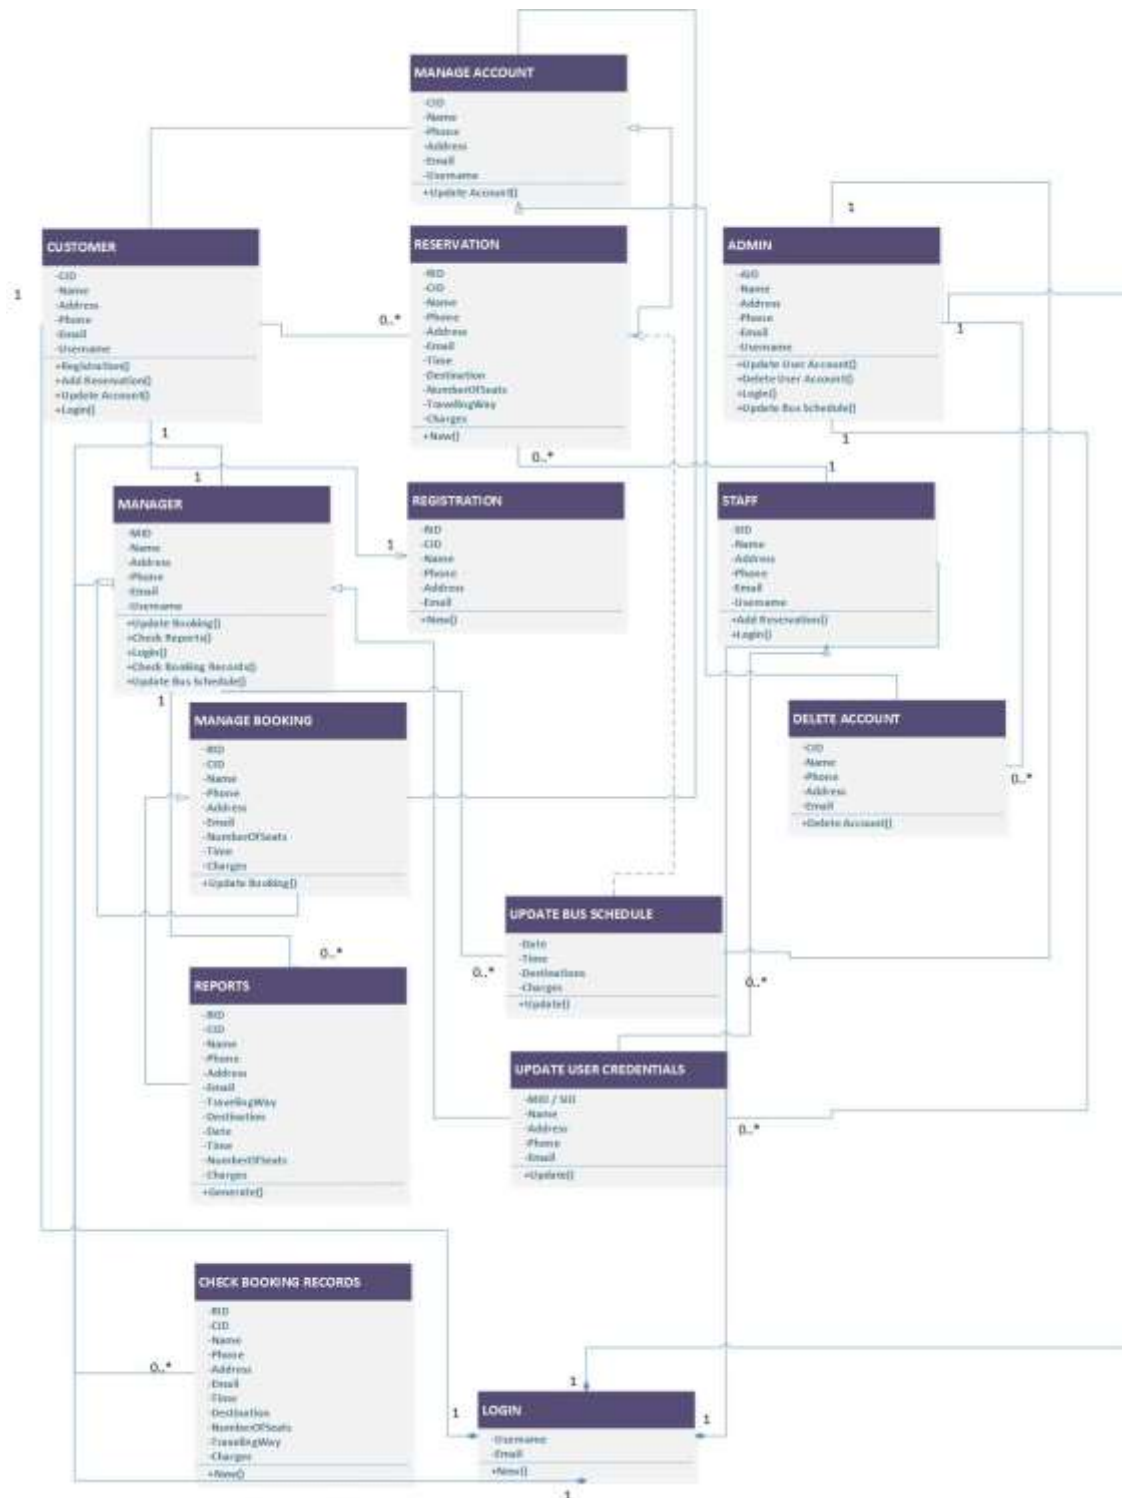 MANAGE ACCOUNT
-CID
-Name
-Phone
-Address
-Email
-Username
+Update Account()
CUSTOMER
-CID
-Name
-Address
-Phone
-Email
-Username
+Registration()
+Add Reservation()
+Update Account()
+Login()
1
1
RESERVATION
-RID
-CID
-Name
-Phone
-Address
-Email
-Time
-Destination
-NumberOfSeats
-TravellingWay
-Charges
+New()
0..*
0..*
ADMIN
-AID
-Name
-Address
-Phone
-Email
-Username
+Update User Account()
+Delete User Account()
+Login()
+Update Bus Schedule()
1
1
1
MANAGER
-MID
-Name
-Address
-Phone
-Email
-Username
+Update Booking()
+Check Reports()
+Login()
+Check Booking Records()
+Update Bus Schedule()
1
1
REGISTRATION
-RID
-CID
-Name
-Phone
-Address
-Email
+New()
1
STAFF
-SID
-Name
-Address
-Phone
-Email
-Username
+Add Reservation()
+Login()
1
MANAGE BOOKING
-RID
-CID
-Name
-Phone
-Address
-Email
-NumberOfSeats
-Time
-Charges
+Update Booking()
DELETE ACCOUNT
-CID
-Name
-Phone
-Address
-Email
+Delete Account()
0..*
UPDATE BUS SCHEDULE
-Date
-Time
-Destinations
-Charges
+Update()
0..*
0..*
REPORTS
-RID
-CID
-Name
-Phone
-Address
-Email
-TravelingWay
-Destination
-Date
-Time
-NumberOfSeats
-Charges
+Generate()
0..*
UPDATE USER CREDENTIALS
-MID / SID
-Name
-Address
-Phone
-Email
+Update()
0..*
CHECK BOOKING RECORDS
-RID
-CID
-Name
-Phone
-Address
-Email
-Time
-Destination
-NumberOfSeats
-TravelingWay
-Charges
+New()
0..*
LOGIN
-Username
-Email
+New()
1
1
1
1